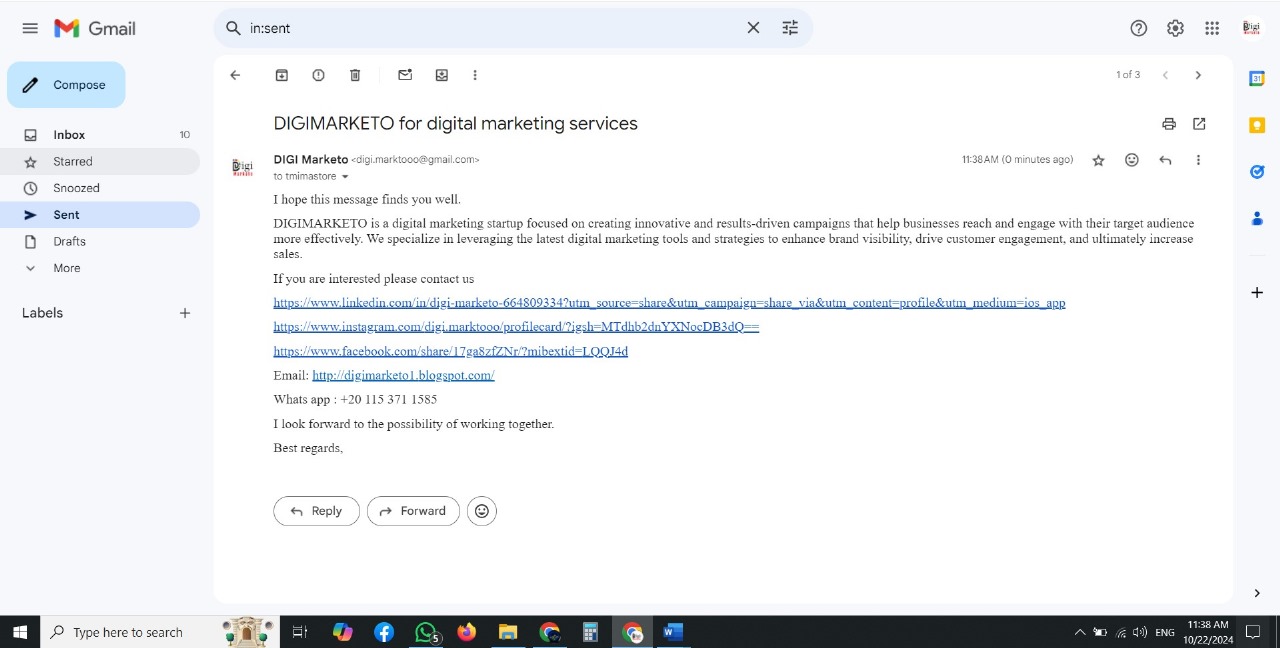 Gmail
in:sent
Compose
1 of 3
Inbox 10
Starred
Snoozed
Sent
Drafts
More
Labels
DIGIMARKETO for digital marketing services
DIGI Marketo <digi.marktooo@gmail.com>
11:38 AM (0 minutes ago)
to tmimastore
I hope this message finds you well.
DIGIMARKETO is a digital marketing startup focused on creating innovative and results-driven campaigns that help businesses reach and engage with their target audience
more effectively. We specialize in leveraging the latest digital marketing tools and strategies to enhance brand visibility, drive customer engagement, and ultimately increase
sales.
If you are interested please contact us
https://www.linkedin.com/in/digi-marketo-664809334?utm_source=share&utm_campaign=share_via&utm_content=profile&utm_medium=ios_app
https://www.instagram.com/digi.marktooo/profilecard/?igsh=MTdhb2dnYXNocDB3dQ==
https://www.facebook.com/share/17ga8zfZNr/?mibextid=LQQJ4d
Email: http://digimarketo1.blogspot.com/
Whats app : +20 115 371 1585
I look forward to the possibility of working together.
Best regards,
Reply
Forward
Type here to search
5
ENG
11:38 AM
10/22/2024